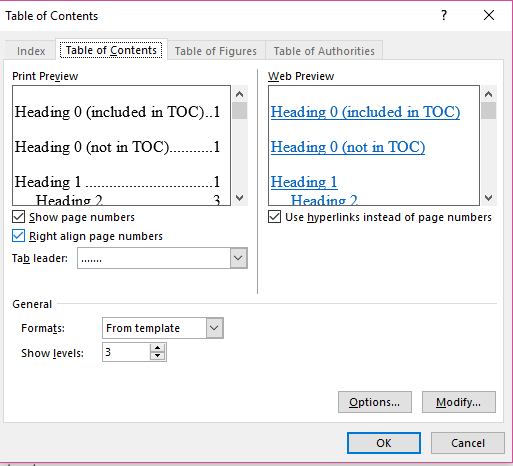 Table of Contents
?
Index Table of Contents Table of Figures Table of Authorities
Print Preview
Heading 0 (included in TOC)..1
Heading 0 (not in TOC)...........1
Heading 1 ..............................1
Heading 2 3
Show page numbers
Right align page numbers
Tab leader: .......
Web Preview
Heading 0 (included in TOC)
Heading 0 (not in TOC)
Heading 1
Heading 2
Use hyperlinks instead of page numbers
General
Formats: From template
Show levels: 3
Options... Modify...
OK Cancel